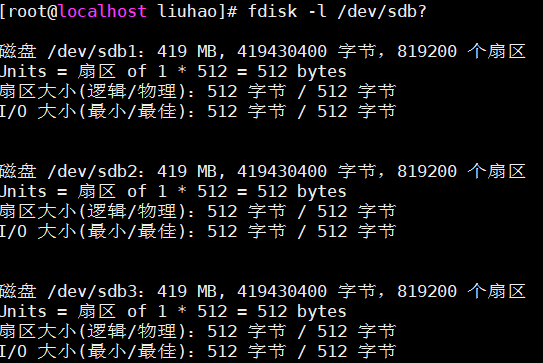 [root@localhost liuhao]# fdisk -l /dev/sdb?
磁盘 /dev/sdb1：419 MB, 419430400 字节，819200 个扇区
Units = 扇区 of 1 * 512 = 512 bytes
扇区大小(逻辑/物理)：512 字节 / 512 字节
I/O 大小(最小/最佳)：512 字节 / 512 字节
磁盘 /dev/sdb2：419 MB, 419430400 字节，819200 个扇区
Units = 扇区 of 1 * 512 = 512 bytes
扇区大小(逻辑/物理)：512 字节 / 512 字节
I/O 大小(最小/最佳)：512 字节 / 512 字节
磁盘 /dev/sdb3：419 MB, 419430400 字节，819200 个扇区
Units = 扇区 of 1 * 512 = 512 bytes
扇区大小(逻辑/物理)：512 字节 / 512 字节
I/O 大小(最小/最佳)：512 字节 / 512 字节